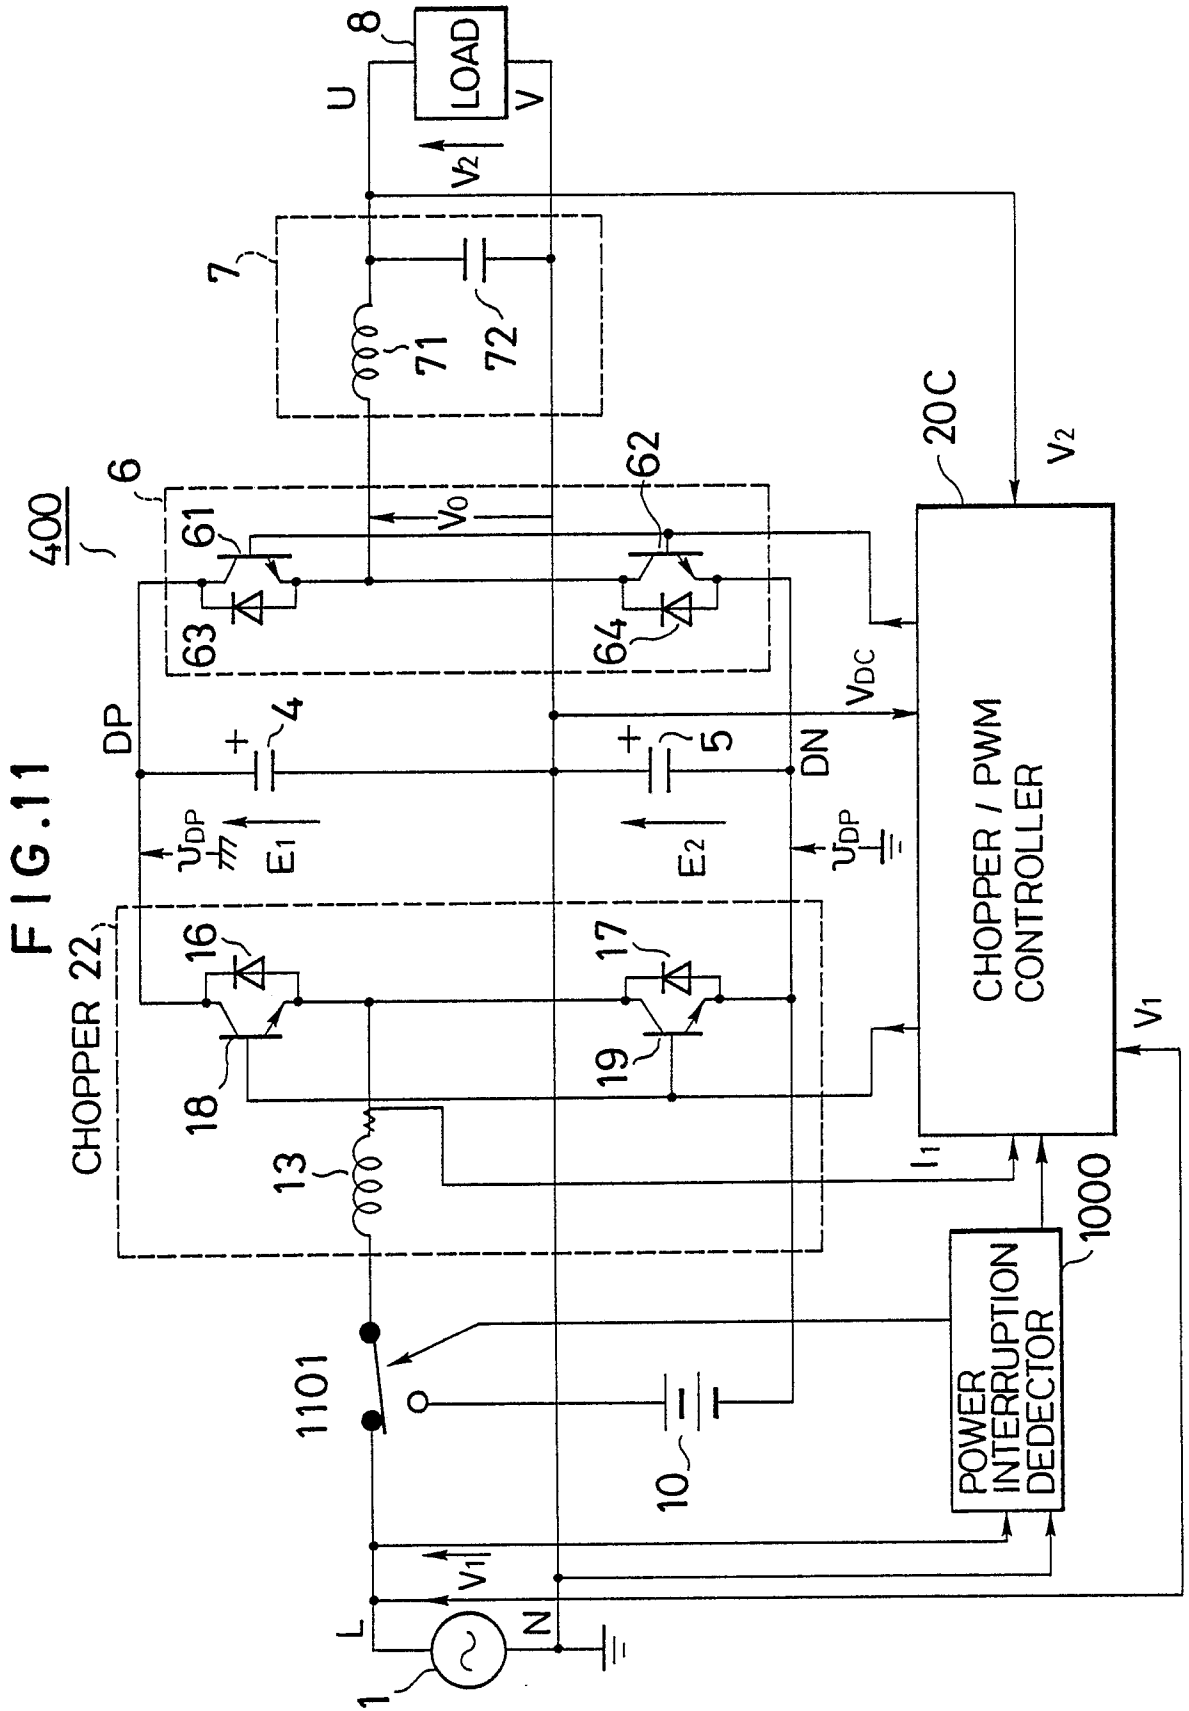 FIG.11
400
CHOPPER 22
DP
6
7
U
8
LOAD
V
V2
16
18
υDP
E1
+
4
63
61
V0
71
72
L
1
V1
N
1101
13
10
17
19
E2
+
5
υDP
DN
64
62
VDC
I1
20C
V2
CHOPPER / PWM
CONTROLLER
V1
POWER
INTERRUPTION
DEDECTOR
1000